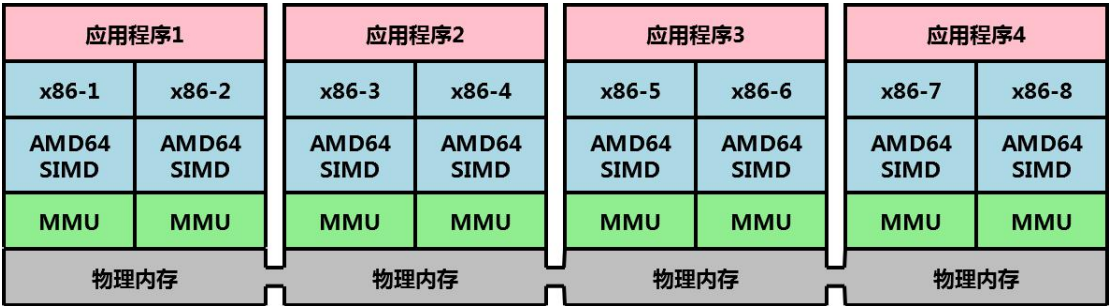 应用程序1 应用程序2 应用程序3 应用程序4
x86-1 x86-2 x86-3 x86-4 x86-5 x86-6 x86-7 x86-8
AMD64 AMD64 AMD64 AMD64 AMD64 AMD64 AMD64 AMD64
SIMD SIMD SIMD SIMD SIMD SIMD SIMD SIMD
MMU MMU MMU MMU MMU MMU MMU MMU
物理内存 物理内存 物理内存 物理内存